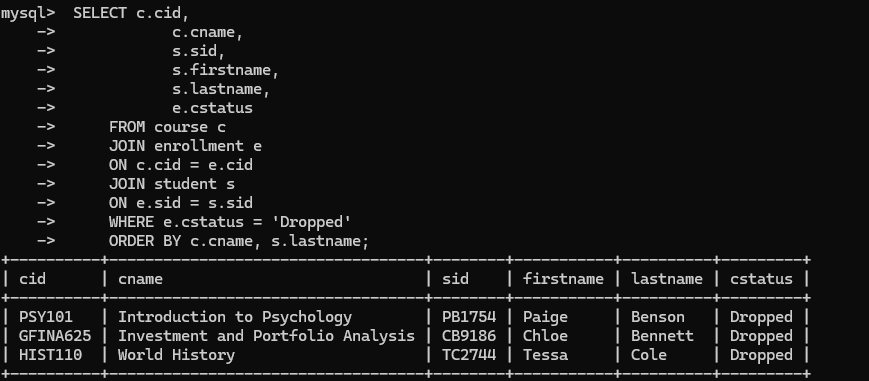 mysql>  SELECT c.cid,
    ->             c.cname,
    ->             s.sid,
    ->             s.firstname,
    ->             s.lastname,
    ->             e.cstatus
    ->      FROM course c
    ->      JOIN enrollment e
    ->      ON c.cid = e.cid
    ->      JOIN student s
    ->      ON e.sid = s.sid
    ->      WHERE e.cstatus = 'Dropped'
    ->      ORDER BY c.cname, s.lastname;
+----------+-----------------------------------+--------+-----------+----------+---------+
| cid      | cname                             | sid    | firstname | lastname | cstatus |
+----------+-----------------------------------+--------+-----------+----------+---------+
| PSY101   | Introduction to Psychology        | PB1754 | Paige     | Benson   | Dropped |
| GFINA625 | Investment and Portfolio Analysis | CB9186 | Chloe     | Bennett  | Dropped |
| HIST110  | World History                     | TC2744 | Tessa     | Cole     | Dropped |
+----------+-----------------------------------+--------+-----------+----------+---------+